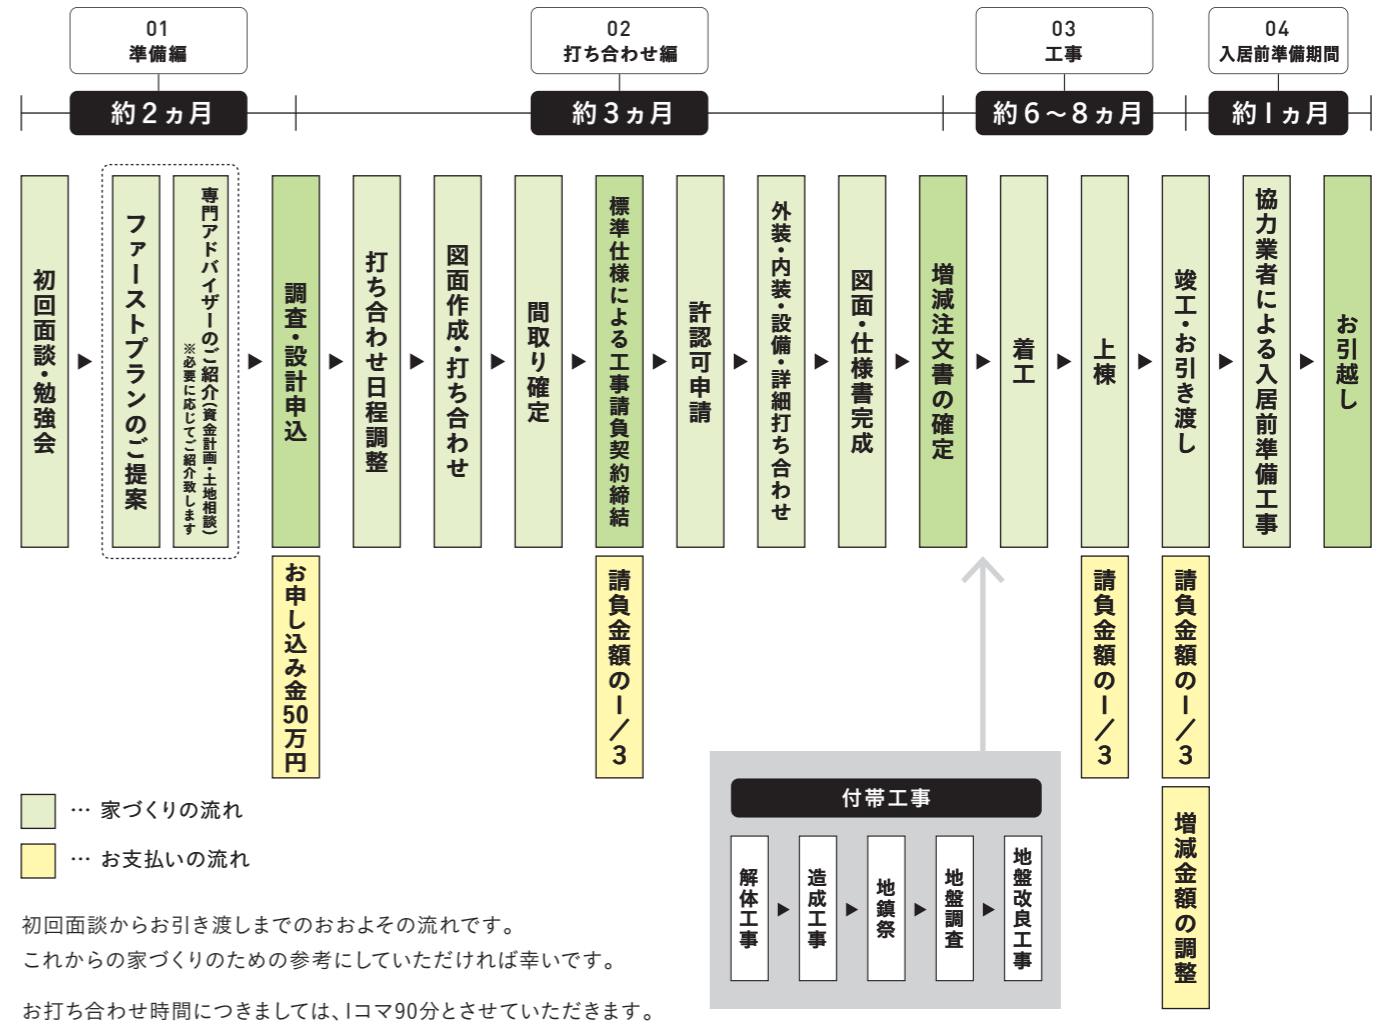 01
準備編
約2ヵ月
02
打ち合わせ編
約3ヵ月
03
工事
約6〜8ヵ月
04
入居前準備期間
約1ヵ月
初回面談・勉強会
ファーストプランのご提案
専門アドバイザーのご紹介(資金計画・土地相談)
※必要に応じてご紹介致します
調査・設計申込
打ち合わせ日程調整
図面作成・打ち合わせ
間取り確定
標準仕様による工事請負契約締結
許認可申請
外装・内装・設備・詳細打ち合わせ
図面・仕様書完成
増減注文書の確定
着工
上棟
竣工・お引き渡し
協力業者による入居前準備工事
お引越し
お申し込み金50万円
請負金額の1/3
請負金額の1/3
請負金額の1/3
増減金額の調整
付帯工事
解体工事
造成工事
地鎮祭
地盤調査
地盤改良工事
… 家づくりの流れ
… お支払いの流れ
初回面談からお引き渡しまでのおおよその流れです。
これからの家づくりのための参考にしていただければ幸いです。
お打ち合わせ時間につきましては、1コマ90分とさせていただきます。